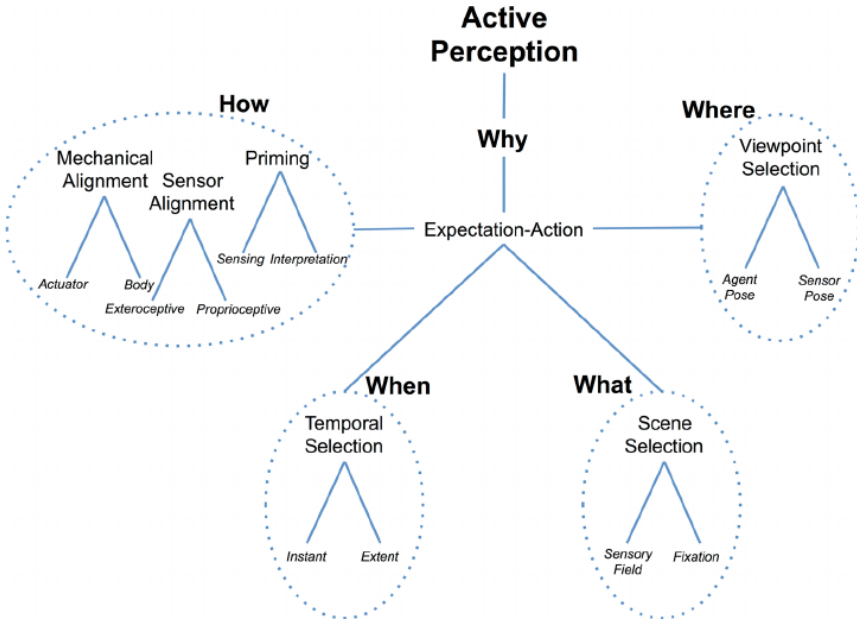 Active
Perception
Why
Expectation-Action
How
Mechanical
Alignment
Actuator
Body
Sensor
Alignment
Exteroceptive
Proprioceptive
Priming
Sensing
Interpretation
Where
Viewpoint
Selection
Agent
Pose
Sensor
Pose
When
Temporal
Selection
Instant
Extent
What
Scene
Selection
Sensory
Field
Fixation